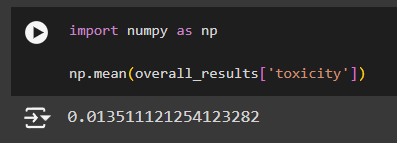 import numpy as np
np.mean(overall_results['toxicity'])
0.013511121254123282